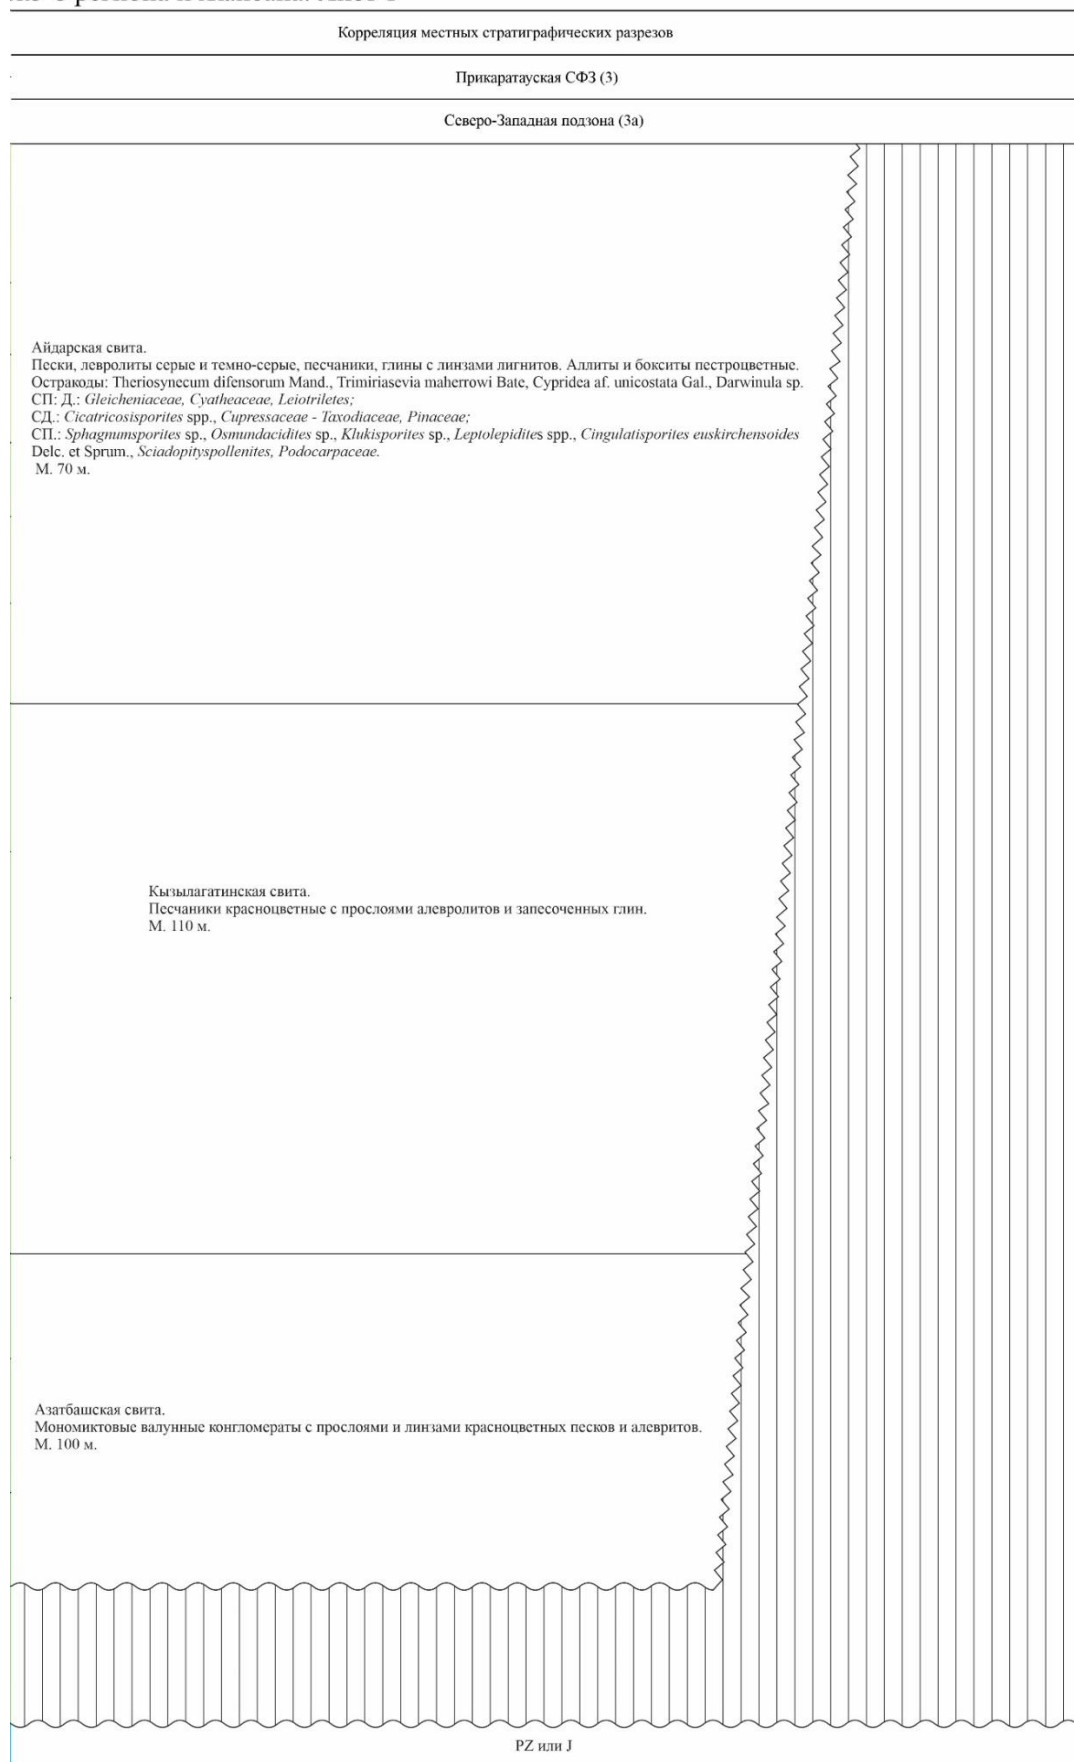 Корреляция местных стратиграфических разрезов
Прикаратауская СФЗ (3)
Северо-Западная подзона (3а)
Айдарская свита.
Пески, левролиты серые и темно-серые, песчаники, глины с линзами лигнитов. Аллиты и бокситы пестроцветные.
Остракоды: Theriosynecum difensorum Mand., Trimiriasevia maherrowi Bate, Cypridea af. unicostata Gal., Darwinula sp.
СП: Д.: Gleicheniaceae, Cyatheaceae, Leiotriletes;
СД.: Cicatricosisporites spp., Cupressaceae - Taxodiaceae, Pinaceae;
СП.: Sphagnumsporites sp., Osmundacidites sp., Klukisporites sp., Leptolepidites spp., Cingulatisporites euskirchensoides
Delc. et Sprum., Sciadopityspollenites, Podocarpaceae.
М. 70 м.
Кызылагатинская свита.
Песчаники красноцветные с прослоями алевролитов и запесоченных глин.
М. 110 м.
Азатбашская свита.
Мономиктовые валунные конгломераты с прослоями и линзами красноцветных песков и алевритов.
М. 100 м.
PZ или J